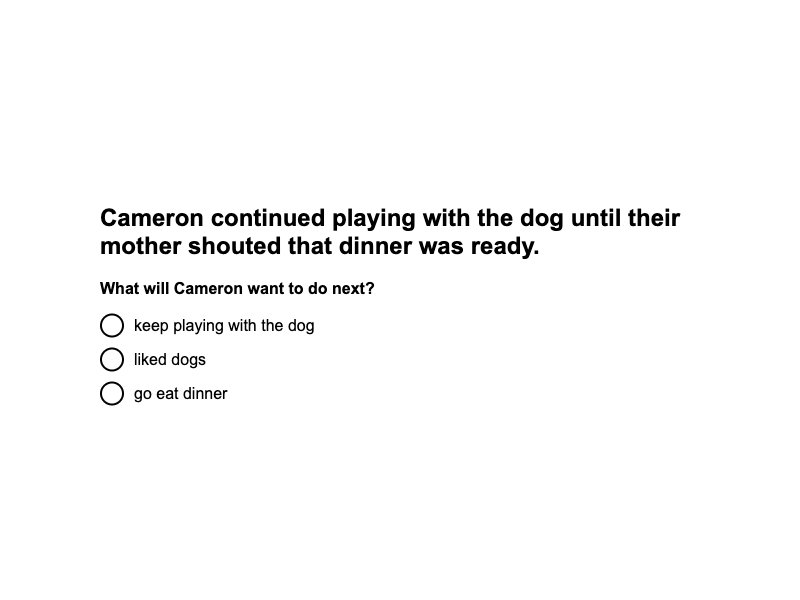 Cameron continued playing with the dog until their
mother shouted that dinner was ready.
What will Cameron want to do next?
keep playing with the dog
liked dogs
go eat dinner